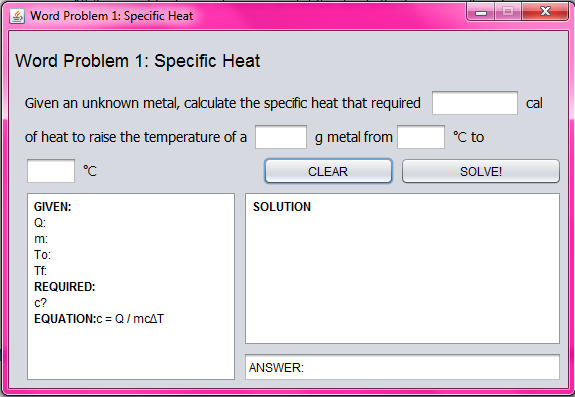 Word Problem 1: Specific Heat
Word Problem 1: Specific Heat
Given an unknown metal, calculate the specific heat that required cal
of heat to raise the temperature of a g metal from °C to
°C CLEAR SOLVE!
GIVEN:
Q:
m:
To:
Tf:
REQUIRED:
c?
EQUATION:c = Q / mcΔT
SOLUTION
ANSWER: